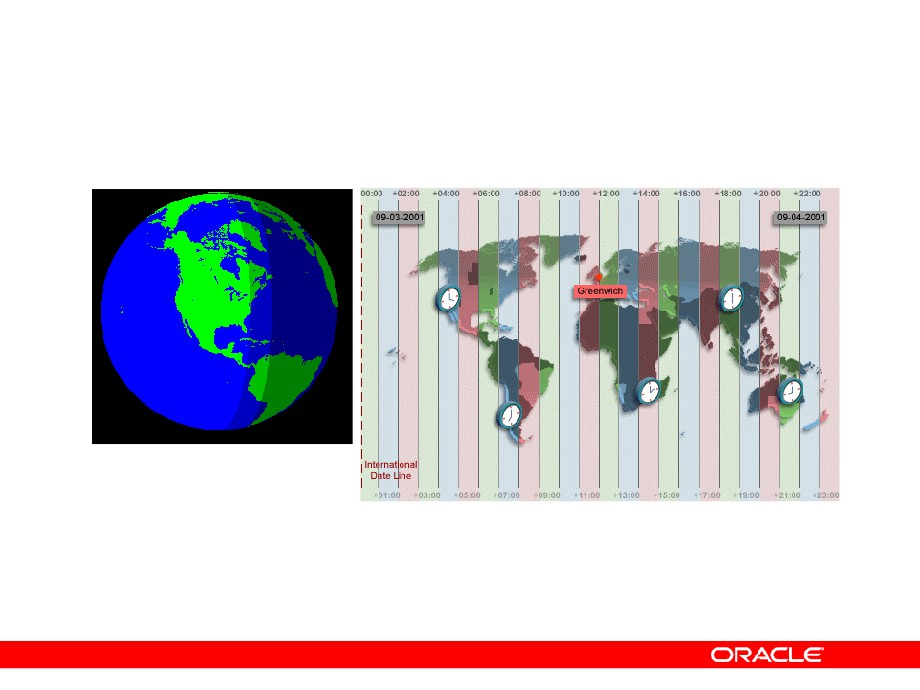 00:00 +02:00 +04:00 +06:00 +08:00 +10:00 +12:00 +14:00 +16:00 +18:00 +20:00 +22:00
09-03-2001
09-04-2001
Greenwich
International
Date Line
+01:00 +03:00 +05:00 +07:00 +09:00 +11:00 +13:00 +15:00 +17:00 +19:00 +21:00 +23:00
ORACLE